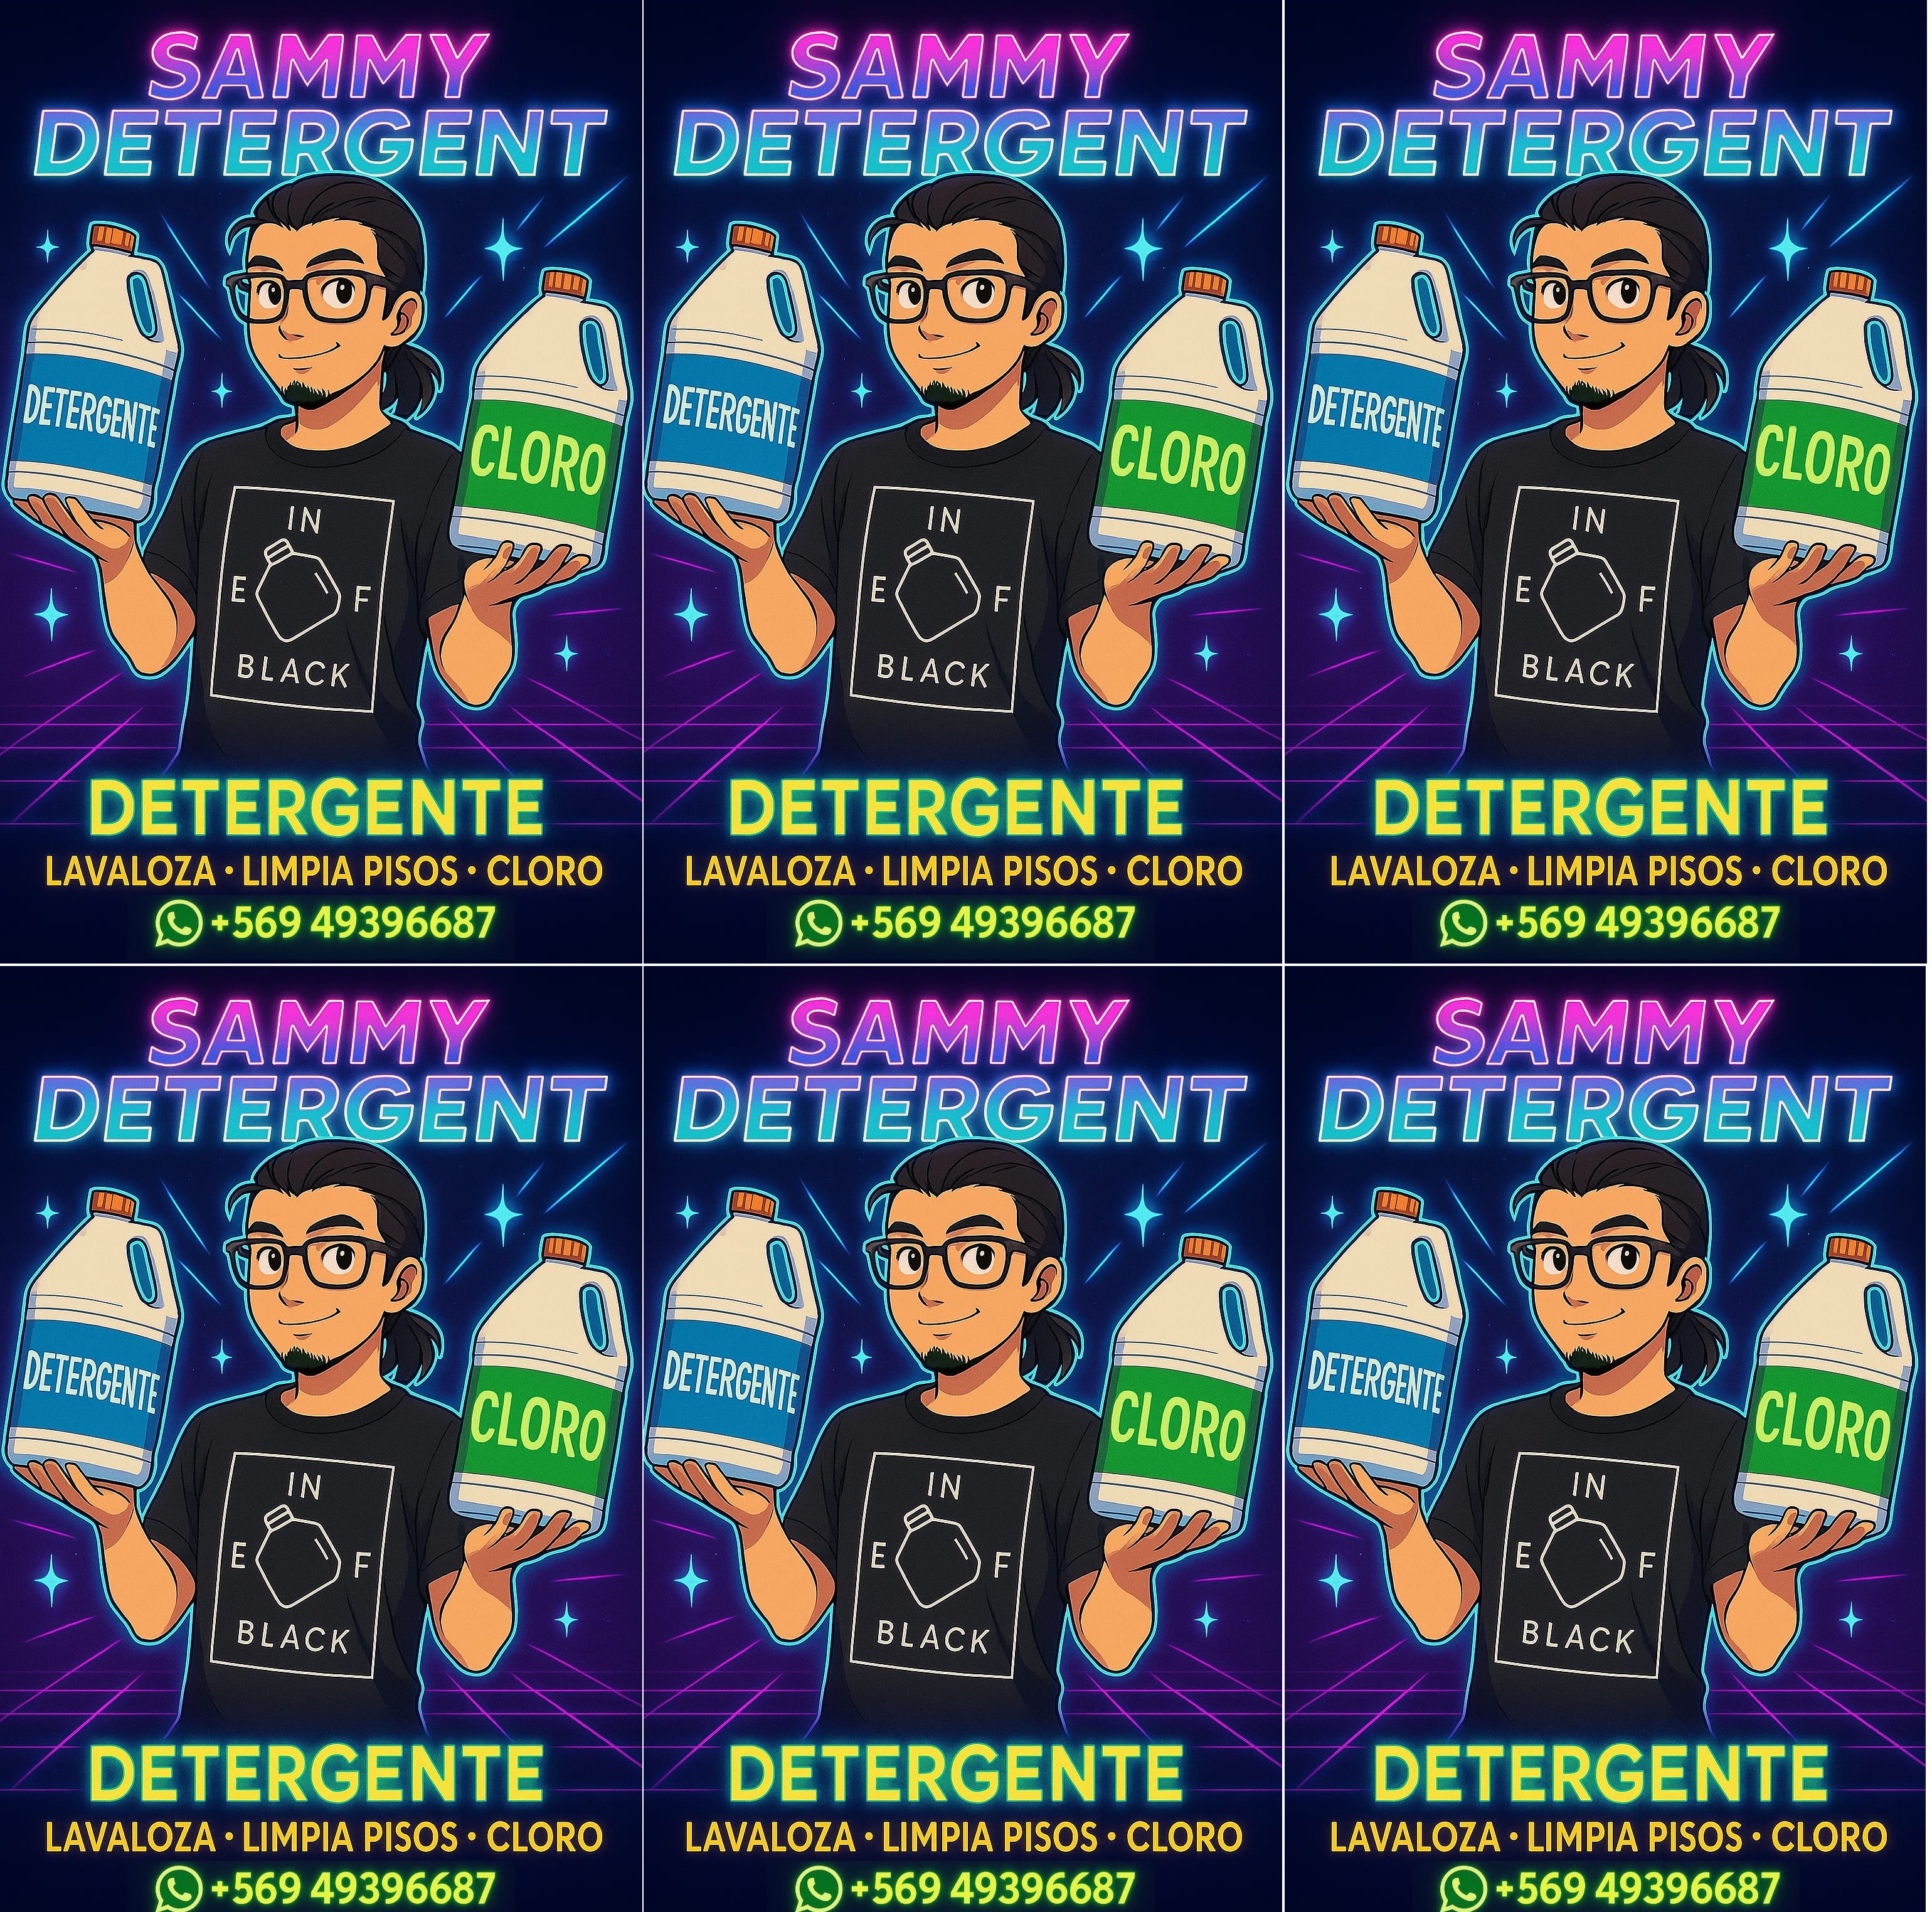 SAMMY
DETERGENT
DETERGENTE
CLORO
IN
E F
BLACK
DETERGENTE
LAVALOZA • LIMPIA PISOS • CLORO
+569 49396687
SAMMY
DETERGENT
DETERGENTE
CLORO
IN
E F
BLACK
DETERGENTE
LAVALOZA • LIMPIA PISOS • CLORO
+569 49396687
SAMMY
DETERGENT
DETERGENTE
CLORO
IN
E F
BLACK
DETERGENTE
LAVALOZA • LIMPIA PISOS • CLORO
+569 49396687
SAMMY
DETERGENT
DETERGENTE
CLORO
IN
E F
BLACK
DETERGENTE
LAVALOZA • LIMPIA PISOS • CLORO
+569 49396687
SAMMY
DETERGENT
DETERGENTE
CLORO
IN
E F
BLACK
DETERGENTE
LAVALOZA • LIMPIA PISOS • CLORO
+569 49396687
SAMMY
DETERGENT
DETERGENTE
CLORO
IN
E F
BLACK
DETERGENTE
LAVALOZA • LIMPIA PISOS • CLORO
+569 49396687